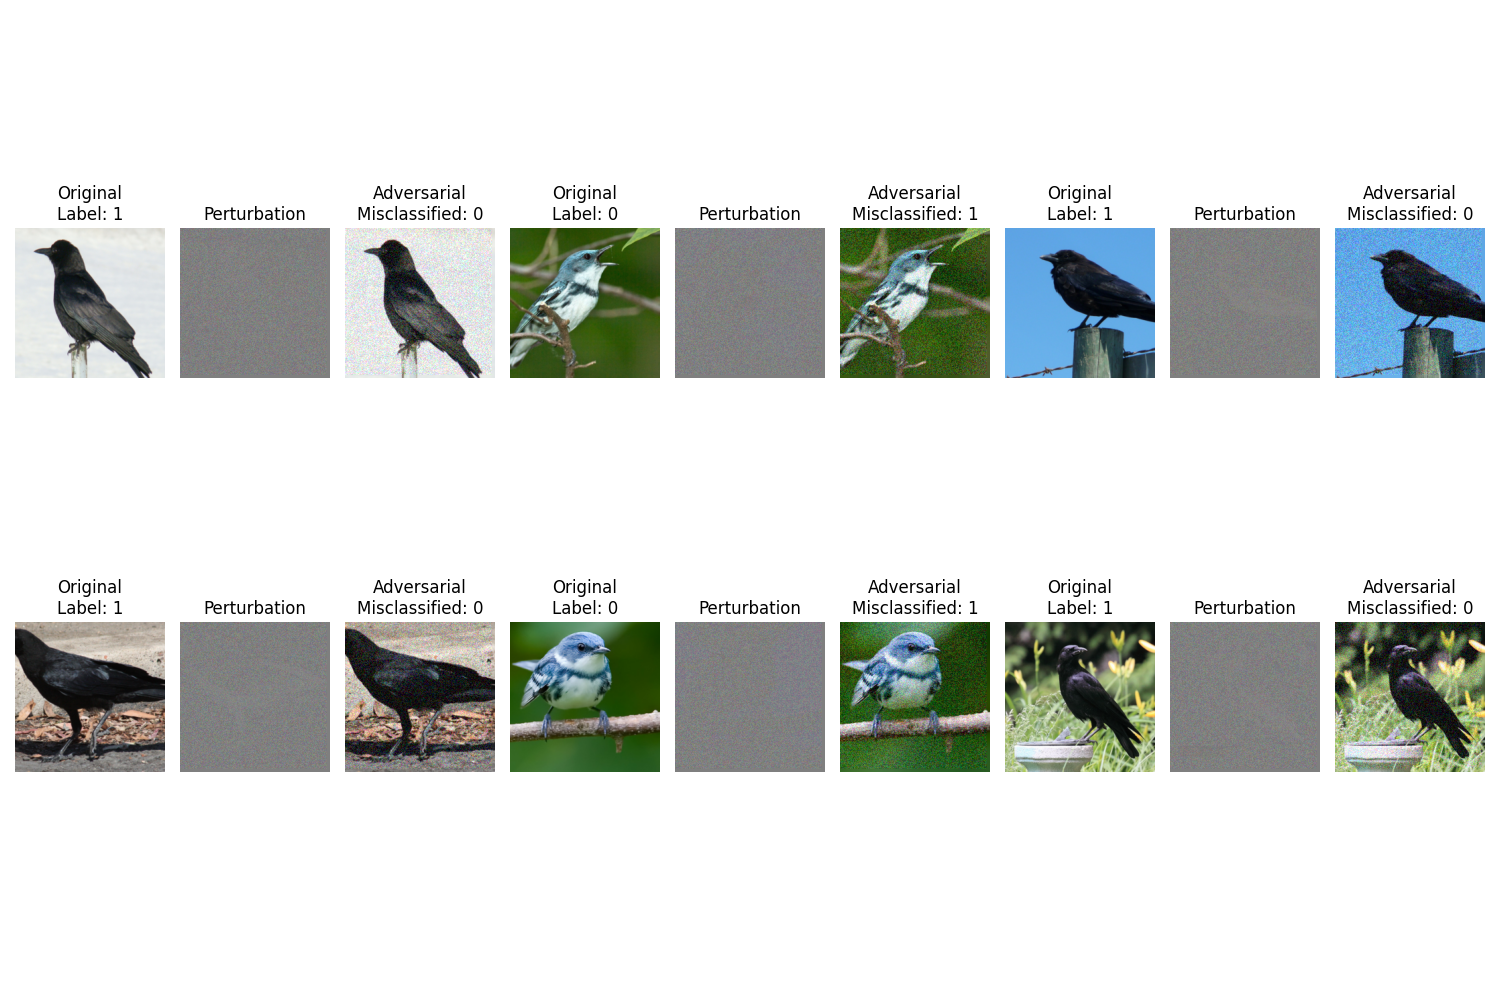 Original
Label: 1
Perturbation
Adversarial
Misclassified: 0
Original
Label: 0
Perturbation
Adversarial
Misclassified: 1
Original
Label: 1
Perturbation
Adversarial
Misclassified: 0
Original
Label: 1
Perturbation
Adversarial
Misclassified: 0
Original
Label: 0
Perturbation
Adversarial
Misclassified: 1
Original
Label: 1
Perturbation
Adversarial
Misclassified: 0